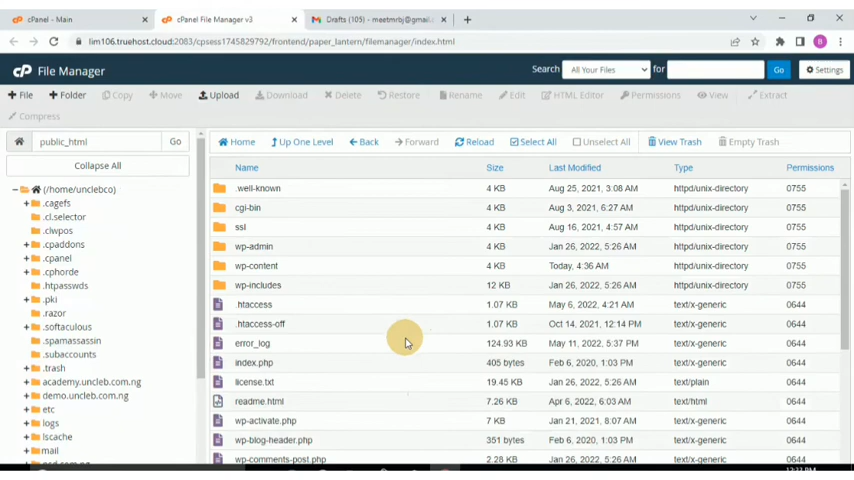 cPanel - Main
cPanel File Manager v3
Drafts (105) - meetmrbj@gmail.c
lim106.truehost.cloud:2083/cpsess1745829792/frontend/paper_lantern/filemanager/index.html
B
cP File Manager
Search All Your Files for Go Settings
File Folder Copy Move Upload Download Delete Restore Rename Edit HTML Editor Permissions View Extract
Compress
public_html Go
Home Up One Level Back Forward Reload Select All Unselect All View Trash Empty Trash
Collapse All
(/home/unclebco)
.cagefs
.cl.selector
.clwpos
.cpaddons
.cpanel
.cphorde
.htpasswds
.pki
.razor
.softaculous
.spamassassin
.subaccounts
.trash
academy.uncleb.com.ng
demo.uncleb.com.ng
etc
logs
lscache
mail
Name Size Last Modified Type Permissions
.well-known 4 KB Aug 25, 2021, 3:08 AM httpd/unix-directory 0755
cgi-bin 4 KB Aug 3, 2021, 6:27 AM httpd/unix-directory 0755
ssl 4 KB Aug 16, 2021, 4:57 AM httpd/unix-directory 0755
wp-admin 4 KB Jan 26, 2022, 5:26 AM httpd/unix-directory 0755
wp-content 4 KB Today, 4:36 AM httpd/unix-directory 0755
wp-includes 12 KB Jan 26, 2022, 5:26 AM httpd/unix-directory 0755
.htaccess 1.07 KB May 6, 2022, 4:21 AM text/x-generic 0644
.htaccess-off 1.07 KB Oct 14, 2021, 12:14 PM text/x-generic 0644
error_log 124.93 KB May 11, 2022, 5:37 PM text/x-generic 0644
index.php 405 bytes Feb 6, 2020, 1:03 PM text/x-generic 0644
license.txt 19.45 KB Jan 26, 2022, 5:26 AM text/plain 0644
readme.html 7.26 KB Apr 6, 2022, 6:03 AM text/html 0644
wp-activate.php 7 KB Jan 21, 2021, 8:07 AM text/x-generic 0644
wp-blog-header.php 351 bytes Feb 6, 2020, 1:03 PM text/x-generic 0644
wp-comments-post.php 2.28 KB Jan 26, 2022, 5:26 AM text/x-generic 0644